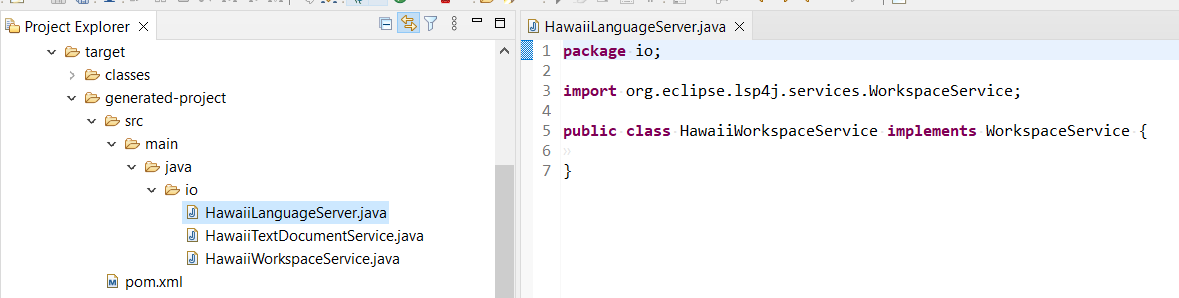 Project Explorer
target
classes
generated-project
src
main
java
io
HawaiiLanguageServer.java
HawaiiTextDocumentService.java
HawaiiWorkspaceService.java
pom.xml
HawaiiLanguageServer.java
1 package io;
2
3 import org.eclipse.lsp4j.services.WorkspaceService;
4
5 public class HawaiiWorkspaceService implements WorkspaceService {
6
7 }